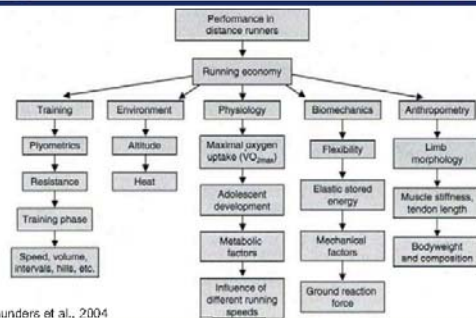 Performance in
distance runners
Running economy
Training
Environment
Physiology
Biomechanics
Anthropometry
Plyometrics
Altitude
Maximal oxygen
uptake (VO2max)
Flexibility
Limb
morphology
Resistance
Heat
Adolescent
development
Elastic stored
energy
Muscle stiffness,
tendon length
Training phase
Metabolic
factors
Mechanical
factors
Bodyweight
and composition
Speed, volume,
intervals, hills, etc.
Influence of
different running
speeds
Ground reaction
force
unders et al., 2004